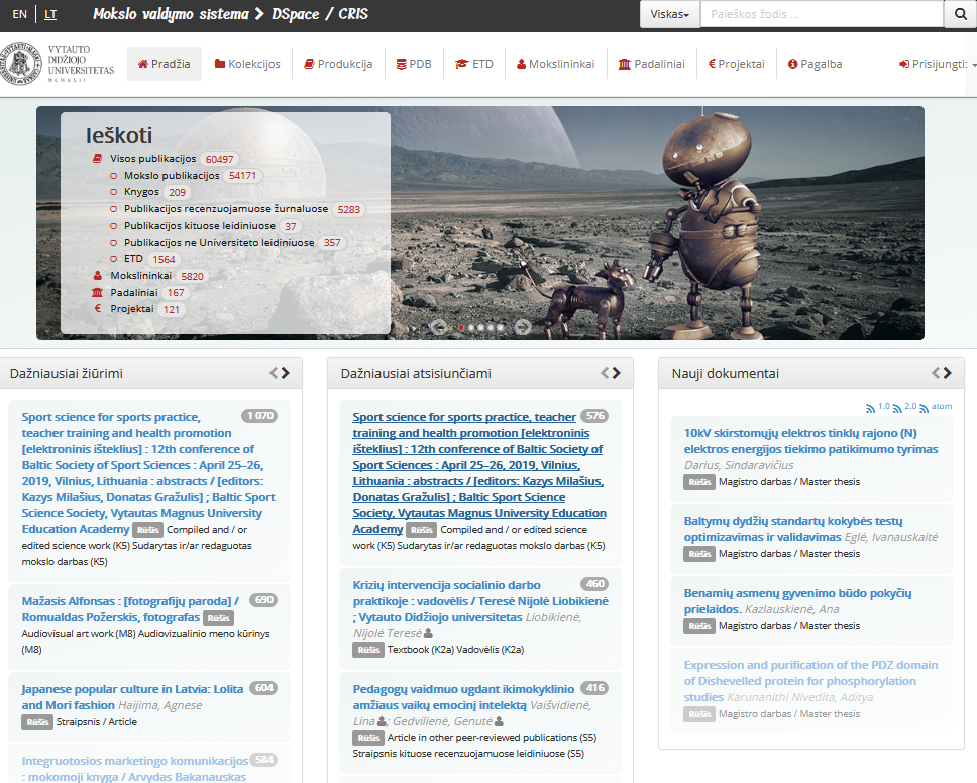 EN LT Mokslo valdymo sistema DSpace / CRIS Viskas Paieškos žodis ...
VYTAUTO
DIDŽIOJO
UNIVERSITETAS
MCMXXII
Pradžia Kolekcijos Produkcija PDB ETD Mokslininkai Padaliniai Projektai Pagalba Prisijungti:
Ieškoti
Visos publikacijos 60497
Mokslo publikacijos 54171
Knygos 209
Publikacijos recenzuojamuose žurnaluose 5283
Publikacijos kituose leidiniuose 37
Publikacijos ne Universiteto leidiniuose 357
ETD 1564
Mokslininkai 5820
Padaliniai 167
€ Projektai 121
Dažniausiai žiūrimi
Sport science for sports practice, 1 070
teacher training and health promotion
[elektroninis išteklius] : 12th conference of
Baltic Society of Sport Sciences : April 25–26,
2019, Vilnius, Lithuania : abstracts / [editors:
Kazys Milašius, Donatas Gražulis] ; Baltic Sport
Science Society, Vytautas Magnus University
Education Academy Rūšis Compiled and / or
edited science work (K5) Sudarytas ir/ar redaguotas
mokslo darbas (K5)
Mažasis Alfonsas : [fotografijų paroda] / 690
Romualdas Požerskis, fotografas Rūšis
Audiovisual art work (M8) Audiovizualinio meno kūrinys
(M8)
Japanese popular culture in Latvia: Lolita 604
and Mori fashion Haijima, Agnese
Rūšis Straipsnis / Article
Integruotosios marketingo komunikacijos 584
: mokomoji knyga / Arvydas Bakanauskas
Dažniausiai atsisiunčiami
Sport science for sports practice, teacher 576
training and health promotion [elektroninis
išteklius] : 12th conference of Baltic Society of
Sport Sciences : April 25–26, 2019, Vilnius,
Lithuania : abstracts / [editors: Kazys Milašius,
Donatas Gražulis] ; Baltic Sport Science
Society, Vytautas Magnus University Education
Academy Rūšis Compiled and / or edited science
work (K5) Sudarytas ir/ar redaguotas mokslo darbas (K5)
Krizių intervencija socialinio darbo 460
praktikoje : vadovėlis / Teresė Nijolė Liobikienė
; Vytauto Didžiojo universitetas Liobikienė,
Nijolė Teresė
Rūšis Textbook (K2a) Vadovėlis (K2a)
Pedagogų vaidmuo ugdant ikimokyklinio 416
amžiaus vaikų emocinį intelektą Vaišvidienė,
Lina ; Gedvilienė, Genutė
Rūšis Article in other peer-reviewed publications (S5)
Straipsnis kituose recenzuojamuose leidiniuose (S5)
Nauji dokumentai
1.0 2.0 atom
10kV skirstomųjų elektros tinklų rajono (N)
elektros energijos tiekimo patikimumo tyrimas
Darius, Sindaravičius
Rūšis Magistro darbas / Master thesis
Baltymų dydžių standartų kokybės testų
optimizavimas ir validavimas Eglė, Ivanauskaitė
Rūšis Magistro darbas / Master thesis
Benamių asmenų gyvenimo būdo pokyčių
prielaidos. Kazlauskienė, Ana
Rūšis Magistro darbas / Master thesis
Expression and purification of the PDZ domain
of Dishevelled protein for phosphorylation
studies Karunanithi Nivedita, Aditya
Rūšis Magistro darbas / Master thesis